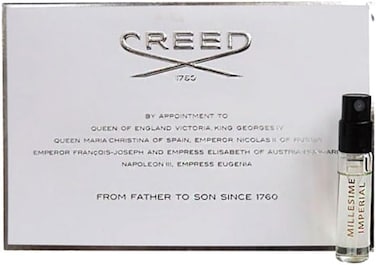 CREED
1760
BY APPOINTMENT TO
QUEEN OF ENGLAND VICTORIA, KING GEORGES IV
QUEEN MARIA CHRISTINA OF SPAIN, EMPEROR NICOLAS II OF RUSSIA
EMPEROR FRANÇOIS-JOSEPH AND EMPRESS ELISABETH OF AUSTRIA
NAPOLEON III, EMPRESS EUGENIA
FROM FATHER TO SON SINCE 1760
MILLESIME
IMPERIAL